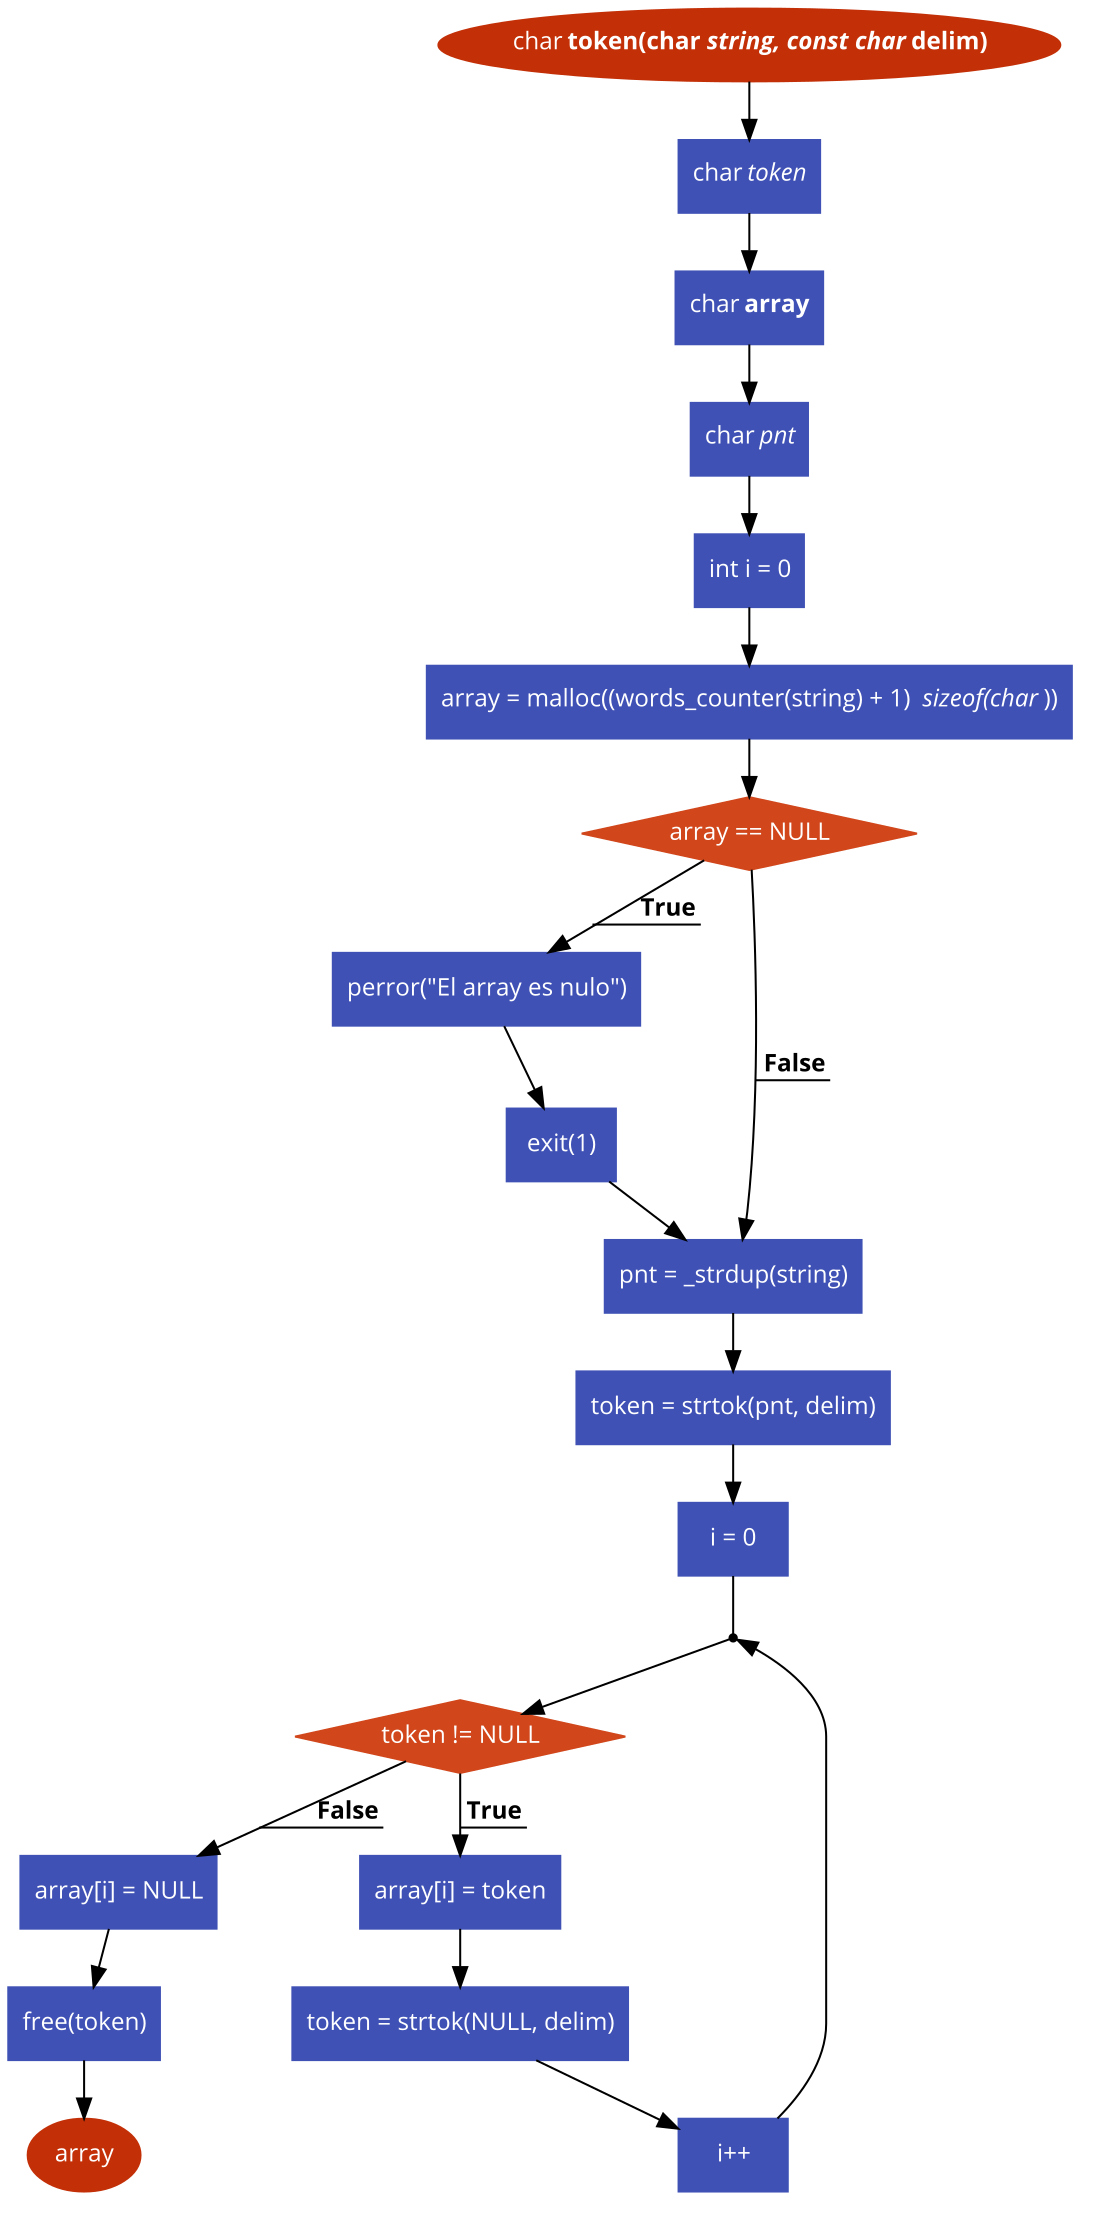 char token(char string, const char delim)
char token
char array
char pnt
int i = 0
array = malloc((words_counter(string) + 1) sizeof(char ))
array == NULL
True
perror("El array es nulo")
False
exit(1)
pnt = _strdup(string)
token = strtok(pnt, delim)
i = 0
token != NULL
False
True
array[i] = NULL
array[i] = token
free(token)
token = strtok(NULL, delim)
array
i++